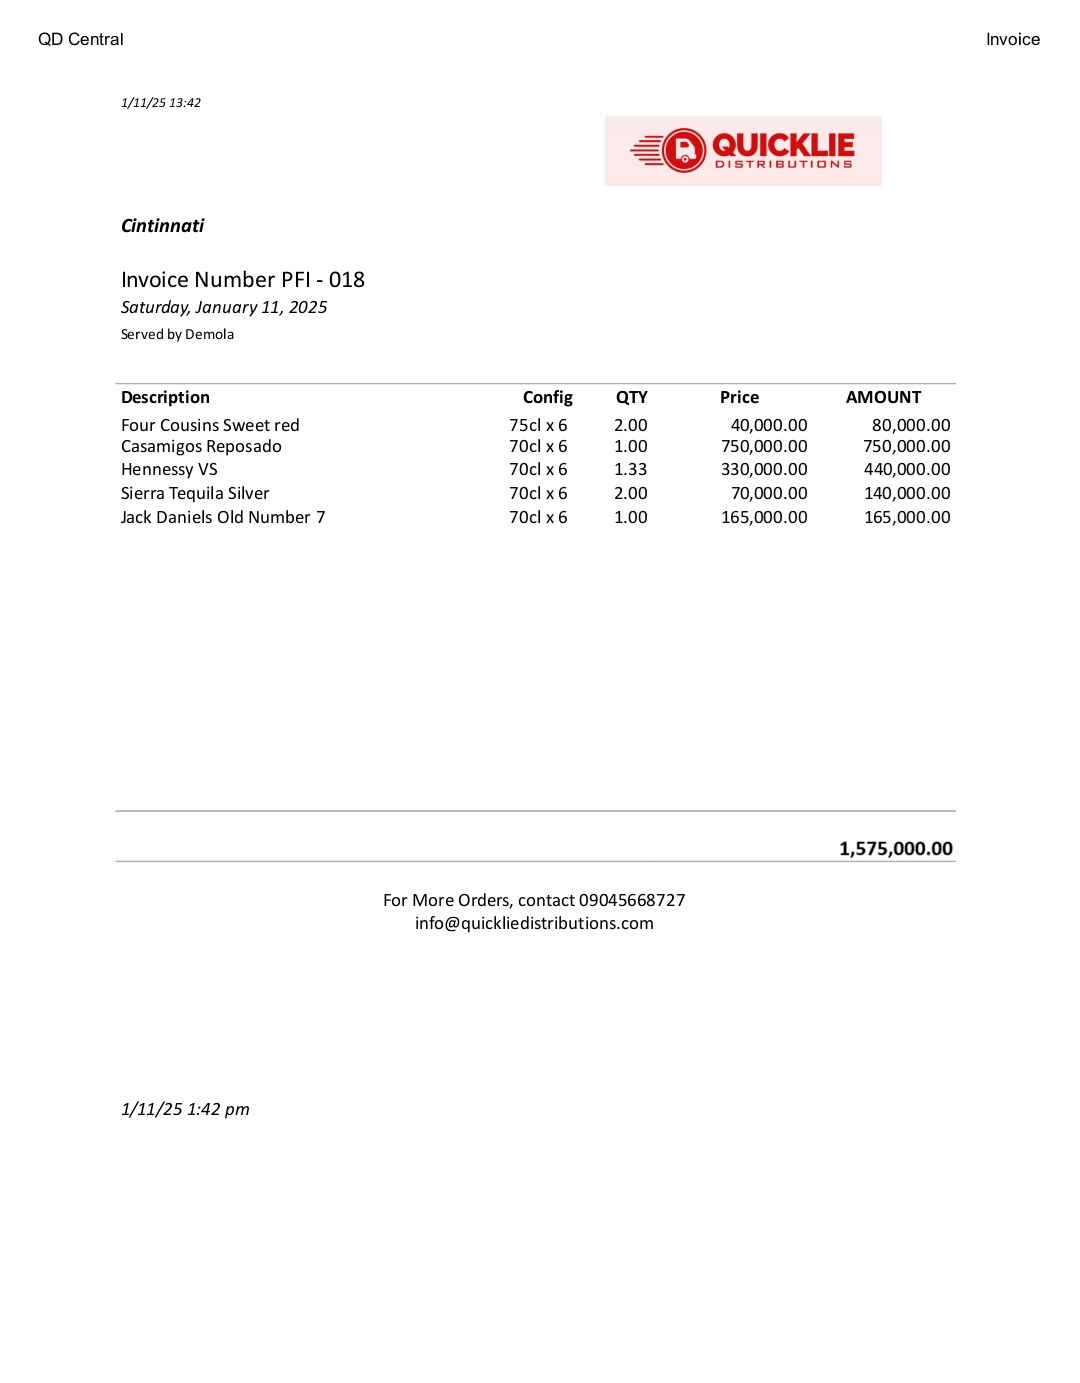 QD Central Invoice
1/11/25 13:42
QUICKLIE
DISTRIBUTIONS
Cintinnati
Invoice Number PFI - 018
Saturday, January 11, 2025
Served by Demola
Description Config QTY Price AMOUNT
Four Cousins Sweet red 75cl x 6 2.00 40,000.00 80,000.00
Casamigos Reposado 70cl x 6 1.00 750,000.00 750,000.00
Hennessy VS 70cl x 6 1.33 330,000.00 440,000.00
Sierra Tequila Silver 70cl x 6 2.00 70,000.00 140,000.00
Jack Daniels Old Number 7 70cl x 6 1.00 165,000.00 165,000.00
1,575,000.00
For More Orders, contact 09045668727
info@quickliedistributions.com
1/11/25 1:42 pm